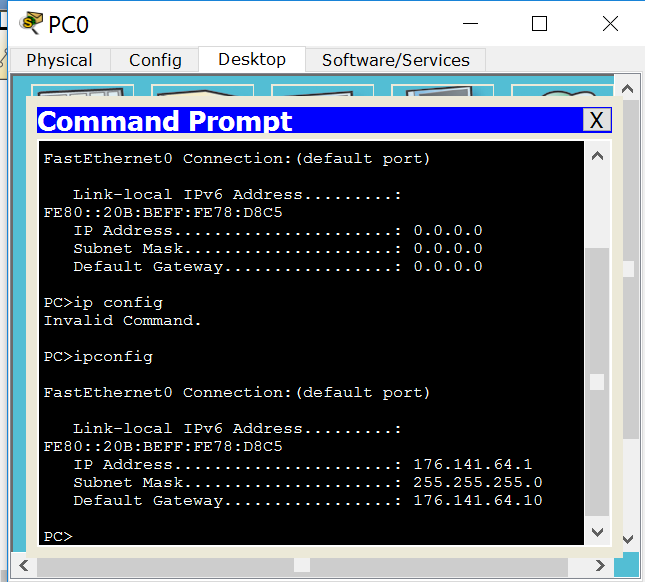 PC0
Physical Config Desktop Software/Services
Command Prompt X
FastEthernet0 Connection:(default port)
Link-local IPv6 Address.........:
FE80::20B:BEFF:FE78:D8C5
IP Address......................: 0.0.0.0
Subnet Mask.....................: 0.0.0.0
Default Gateway.................: 0.0.0.0
PC>ip config
Invalid Command.
PC>ipconfig
FastEthernet0 Connection:(default port)
Link-local IPv6 Address.........:
FE80::20B:BEFF:FE78:D8C5
IP Address......................: 176.141.64.1
Subnet Mask.....................: 255.255.255.0
Default Gateway.................: 176.141.64.10
PC>